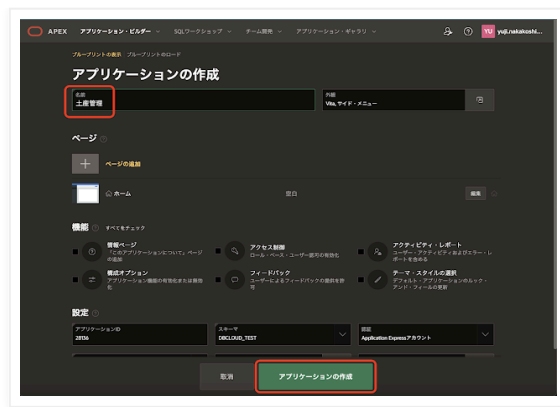 APEX アプリケーション・ビルダー SQLワークショップ チーム開発 アプリケーション・ギャラリ YU yuji.nakakoshi...
ブループリントの表示 ブループリントのロード
アプリケーションの作成
名前 外観
土産管理 Vita, サイド・メニュー
ページ
ページの追加
ホーム 空白 編集
機能 すべてをチェック
情報ページ アクセス制御 アクティビティ・レポート
「このアプリケーションについて」ページの追加 ロール・ベース・ユーザー認可の有効化 ユーザー・アクティビティおよびエラー・レポートを含める
構成オプション フィードバック テーマ・スタイルの選択
アプリケーション機能の有効化または無効化 ユーザーによるフィードバックの提供を許可 デフォルト・アプリケーションのルック・アンド・フィールの更新
設定
アプリケーションID スキーマ 認証
28136 DBCLOUD_TEST Application Expressアカウント
取消 アプリケーションの作成